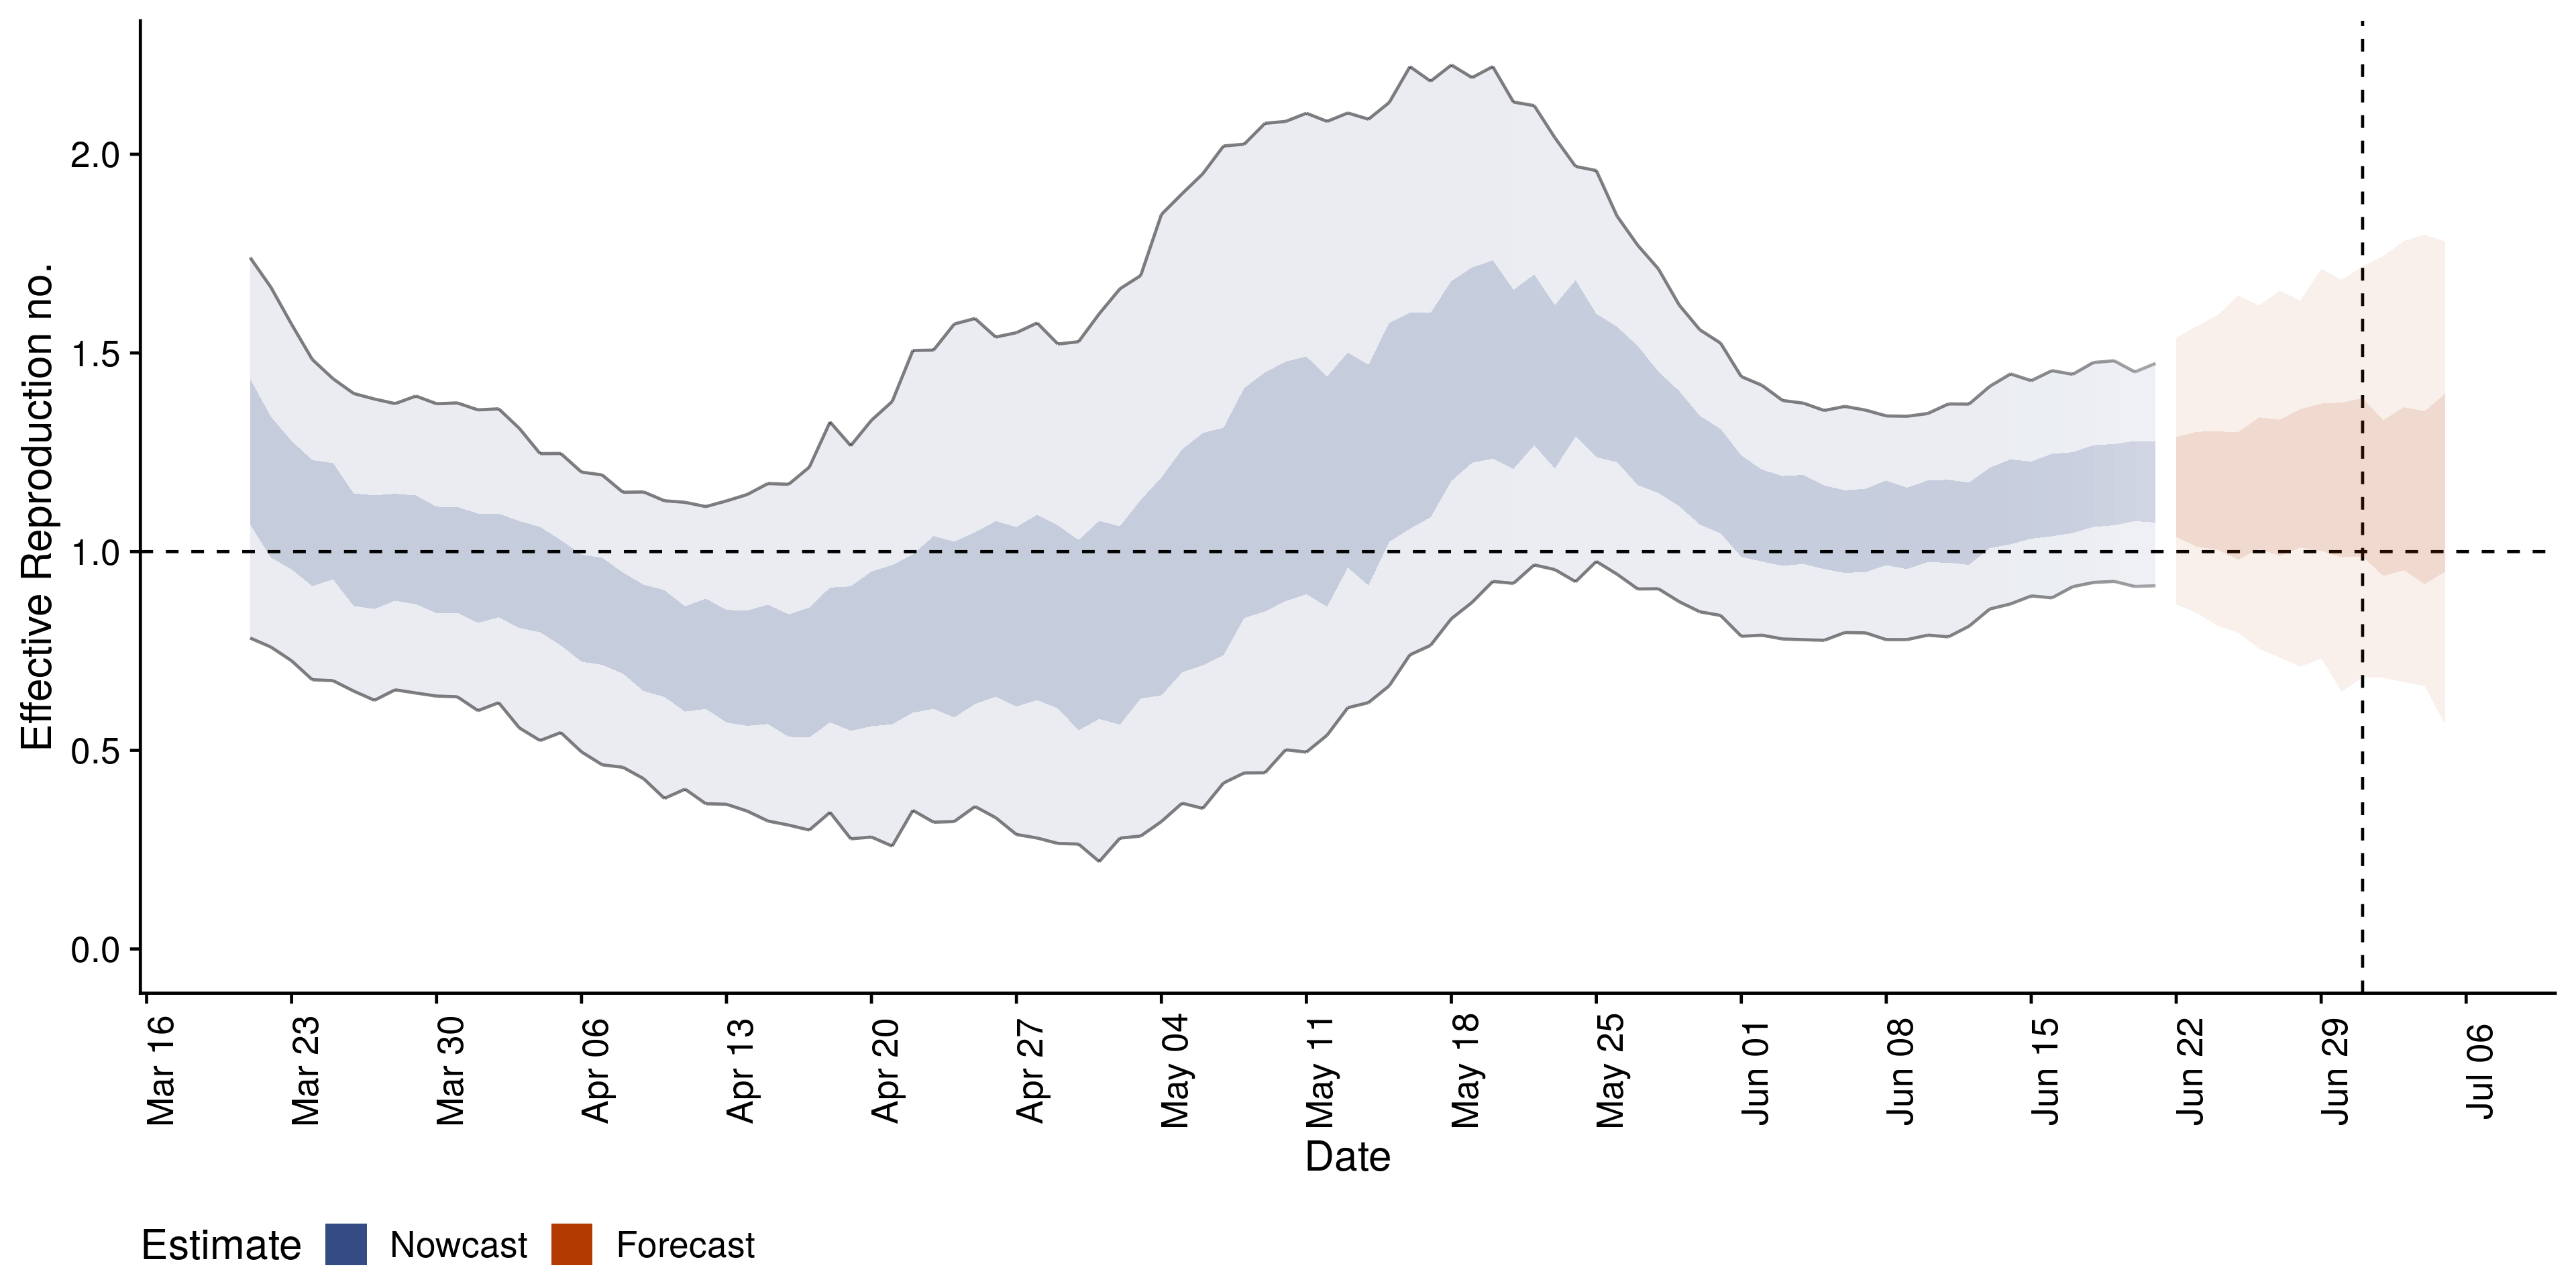 Effective Reproduction no.
2.0
1.5
1.0
0.5
0.0
Mar 16
Mar 23
Mar 30
Apr 06
Apr 13
Apr 20
Apr 27
May 04
May 11
May 18
May 25
Jun 01
Jun 08
Jun 15
Jun 22
Jun 29
Jul 06
Date
Estimate Nowcast Forecast